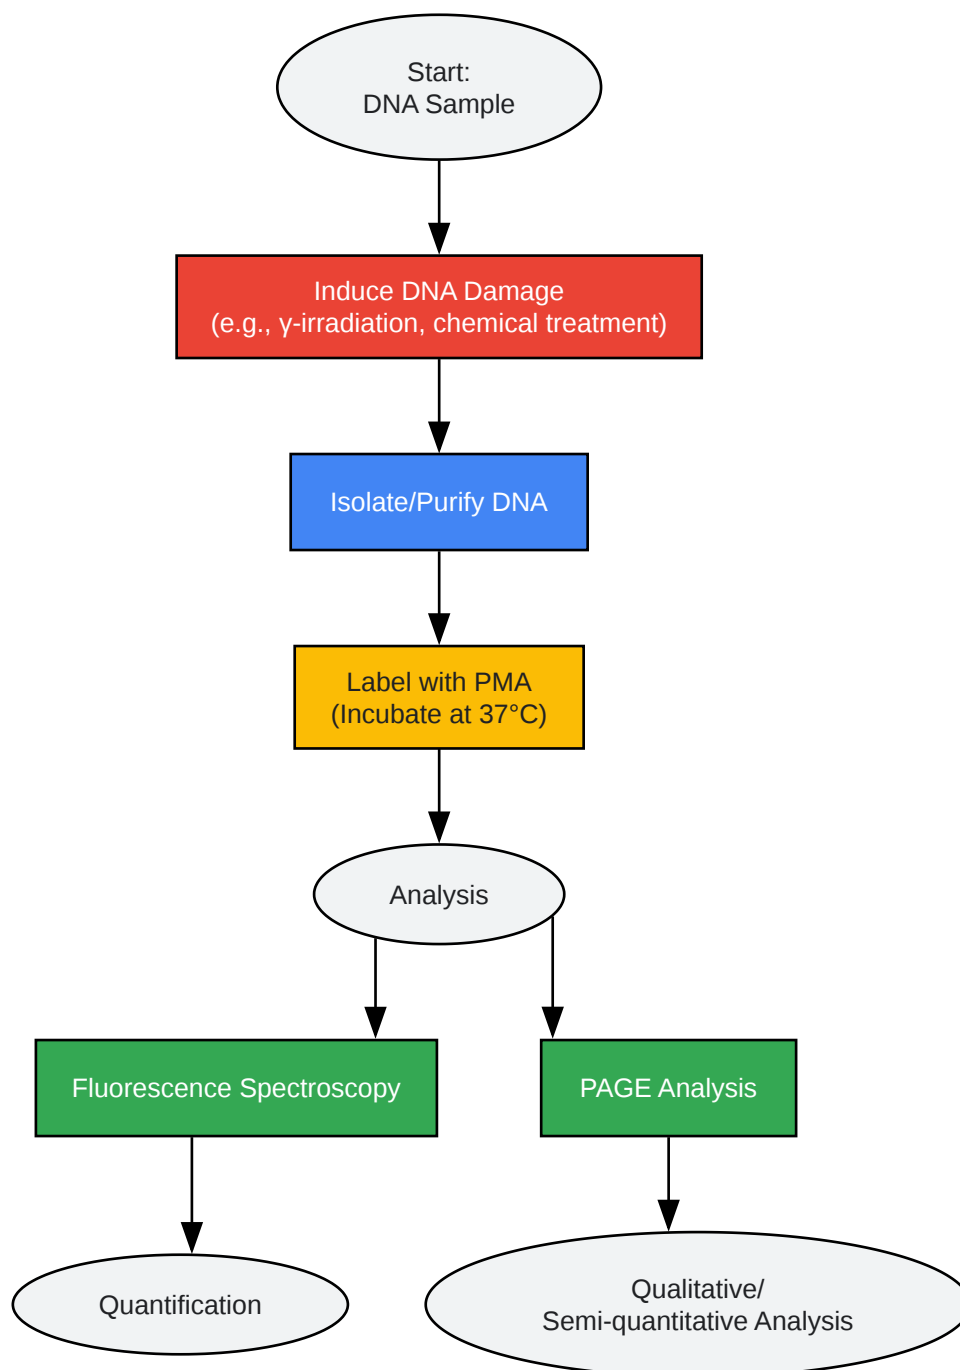 Start:
DNA Sample
Induce DNA Damage
(e.g., γ-irradiation, chemical treatment)
Isolate/Purify DNA
Label with PMA
(Incubate at 37°C)
Analysis
Fluorescence Spectroscopy
PAGE Analysis
Quantification
Qualitative/
Semi-quantitative Analysis